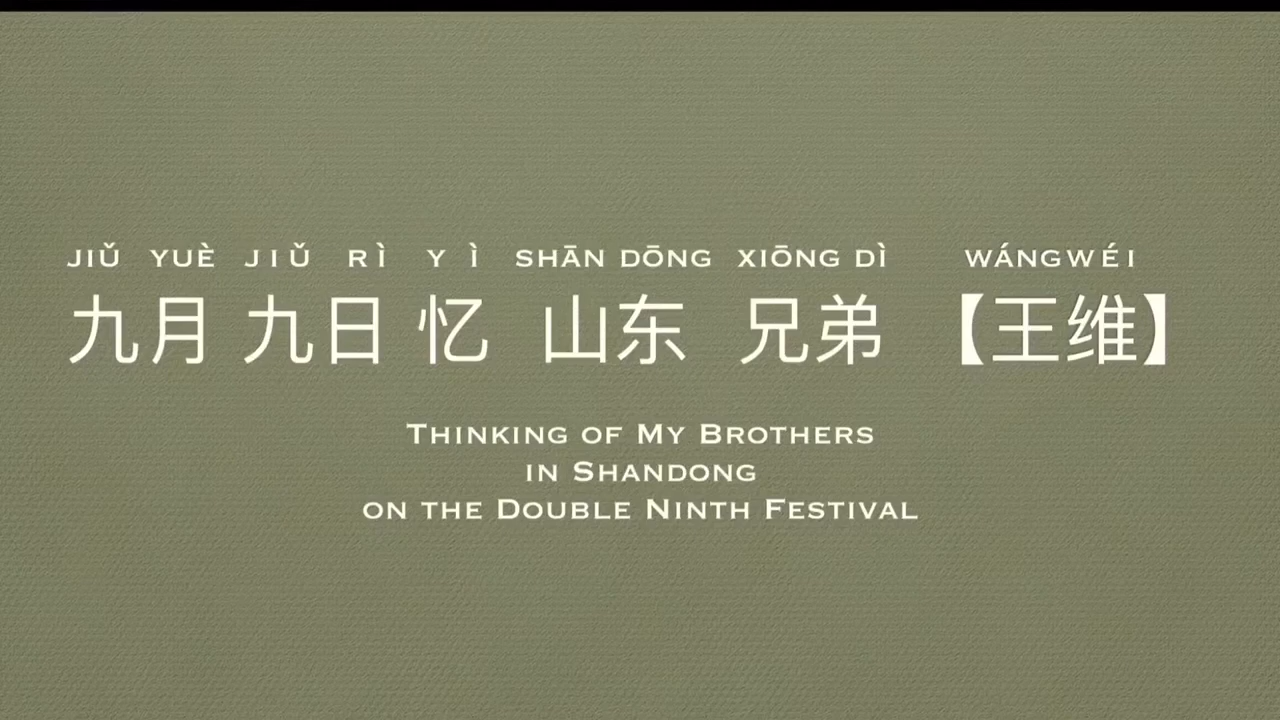 JIǓ YUÈ JIǓ RÌ YÌ SHĀN DŌNG XIŌNG DÌ WÁNGWÉI
九月 九日 忆 山东 兄弟 【王维】
THINKING OF MY BROTHERS
IN SHANDONG
ON THE DOUBLE NINTH FESTIVAL